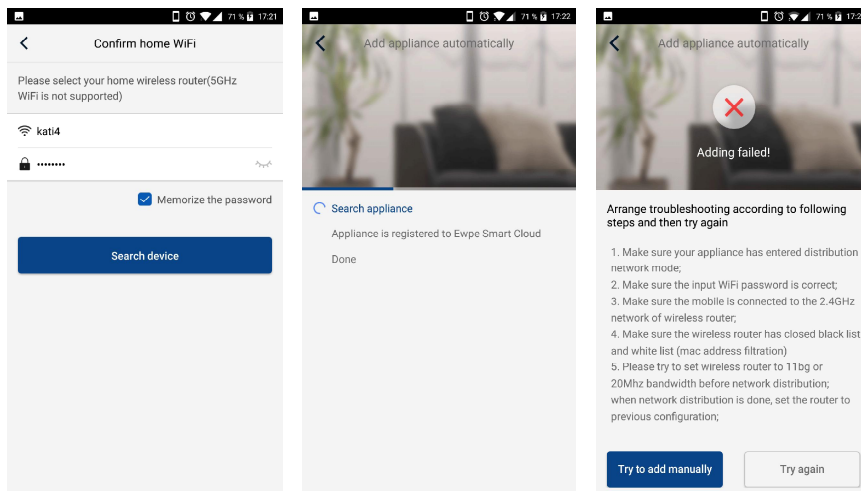 71 % 17:21
Confirm home WiFi
Please select your home wireless router(5GHz
WiFi is not supported)
kati4
••••••••
Memorize the password
Search device
71 % 17:22
Add appliance automatically
Search appliance
Appliance is registered to Ewpe Smart Cloud
Done
71 % 17:2
Add appliance automatically
Adding failed!
Arrange troubleshooting according to following
steps and then try again
1. Make sure your appliance has entered distribution
network mode;
2. Make sure the input WiFi password is correct;
3. Make sure the mobile is connected to the 2.4GHz
network of wireless router;
4. Make sure the wireless router has closed black list
and white list (mac address filtration)
5. Please try to set wireless router to 11bg or
20Mhz bandwidth before network distribution;
when network distribution is done, set the router to
previous configuration;
Try to add manually
Try again